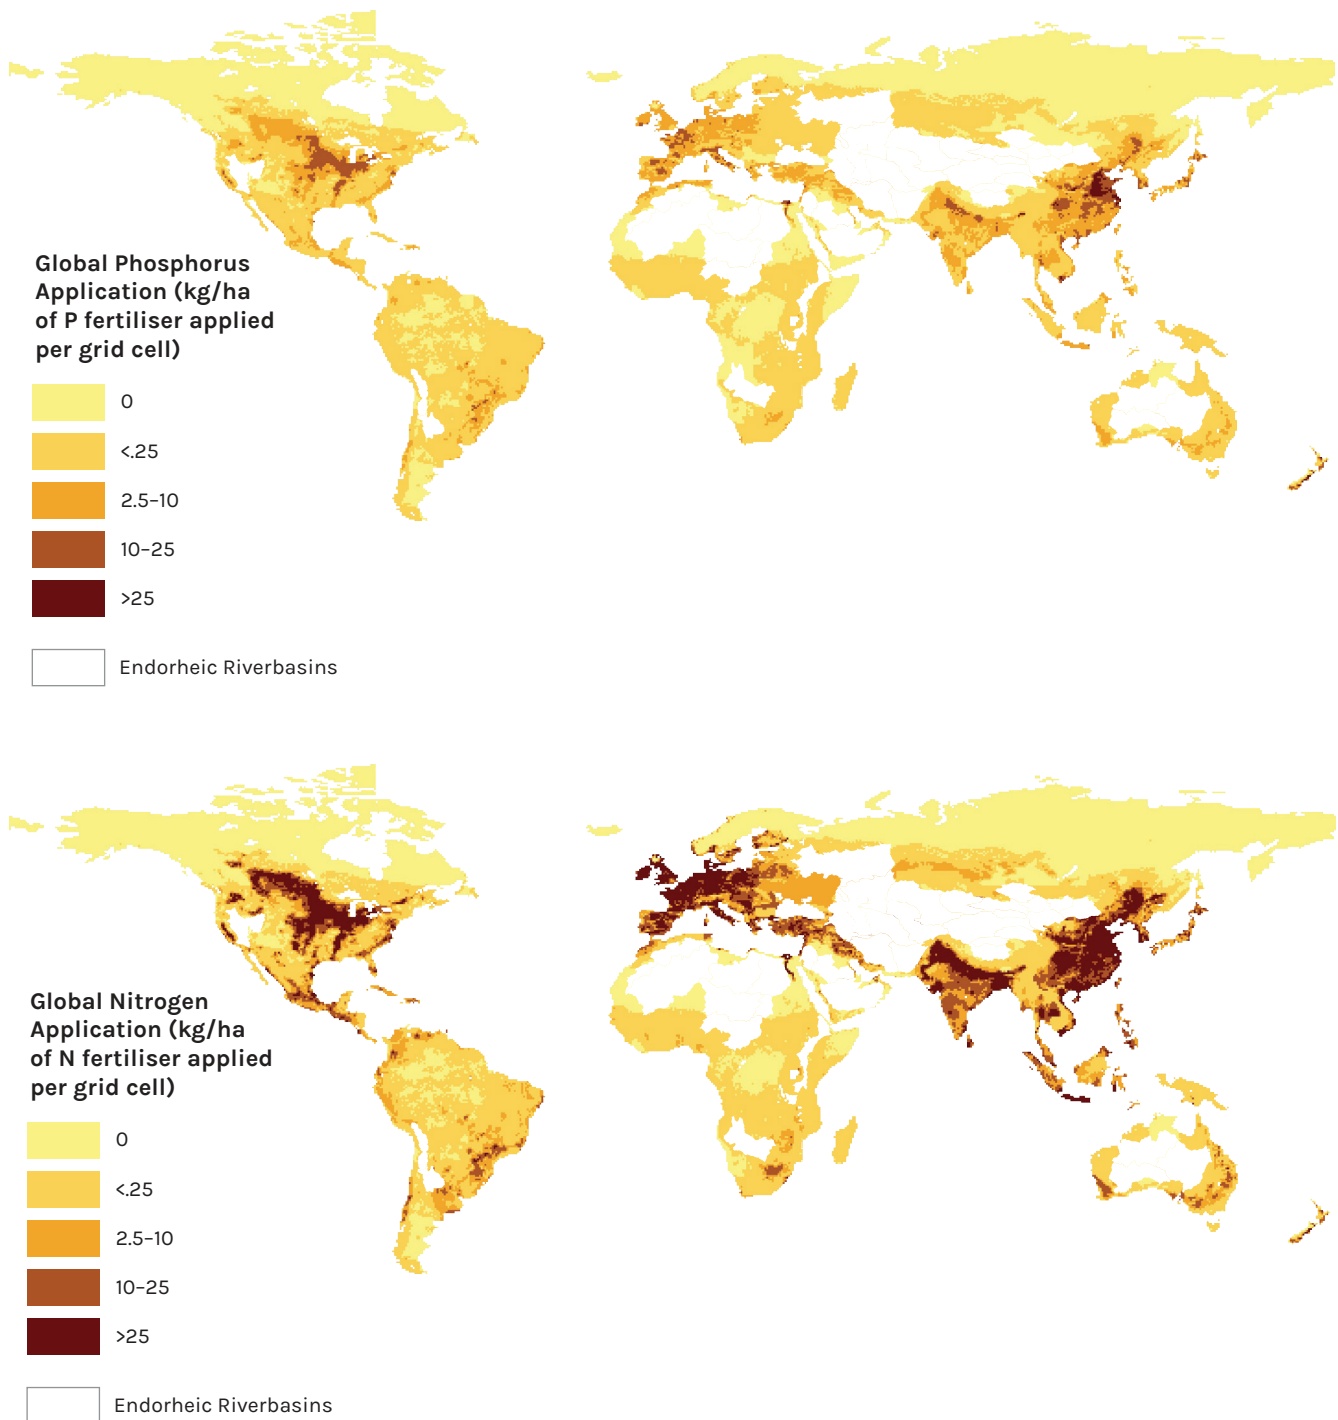 Global Phosphorus
Application (kg/ha
of P fertiliser applied
per grid cell)
0
<.25
2.5–10
10–25
>25
Endorheic Riverbasins
Global Nitrogen
Application (kg/ha
of N fertiliser applied
per grid cell)
0
<.25
2.5–10
10–25
>25
Endorheic Riverbasins